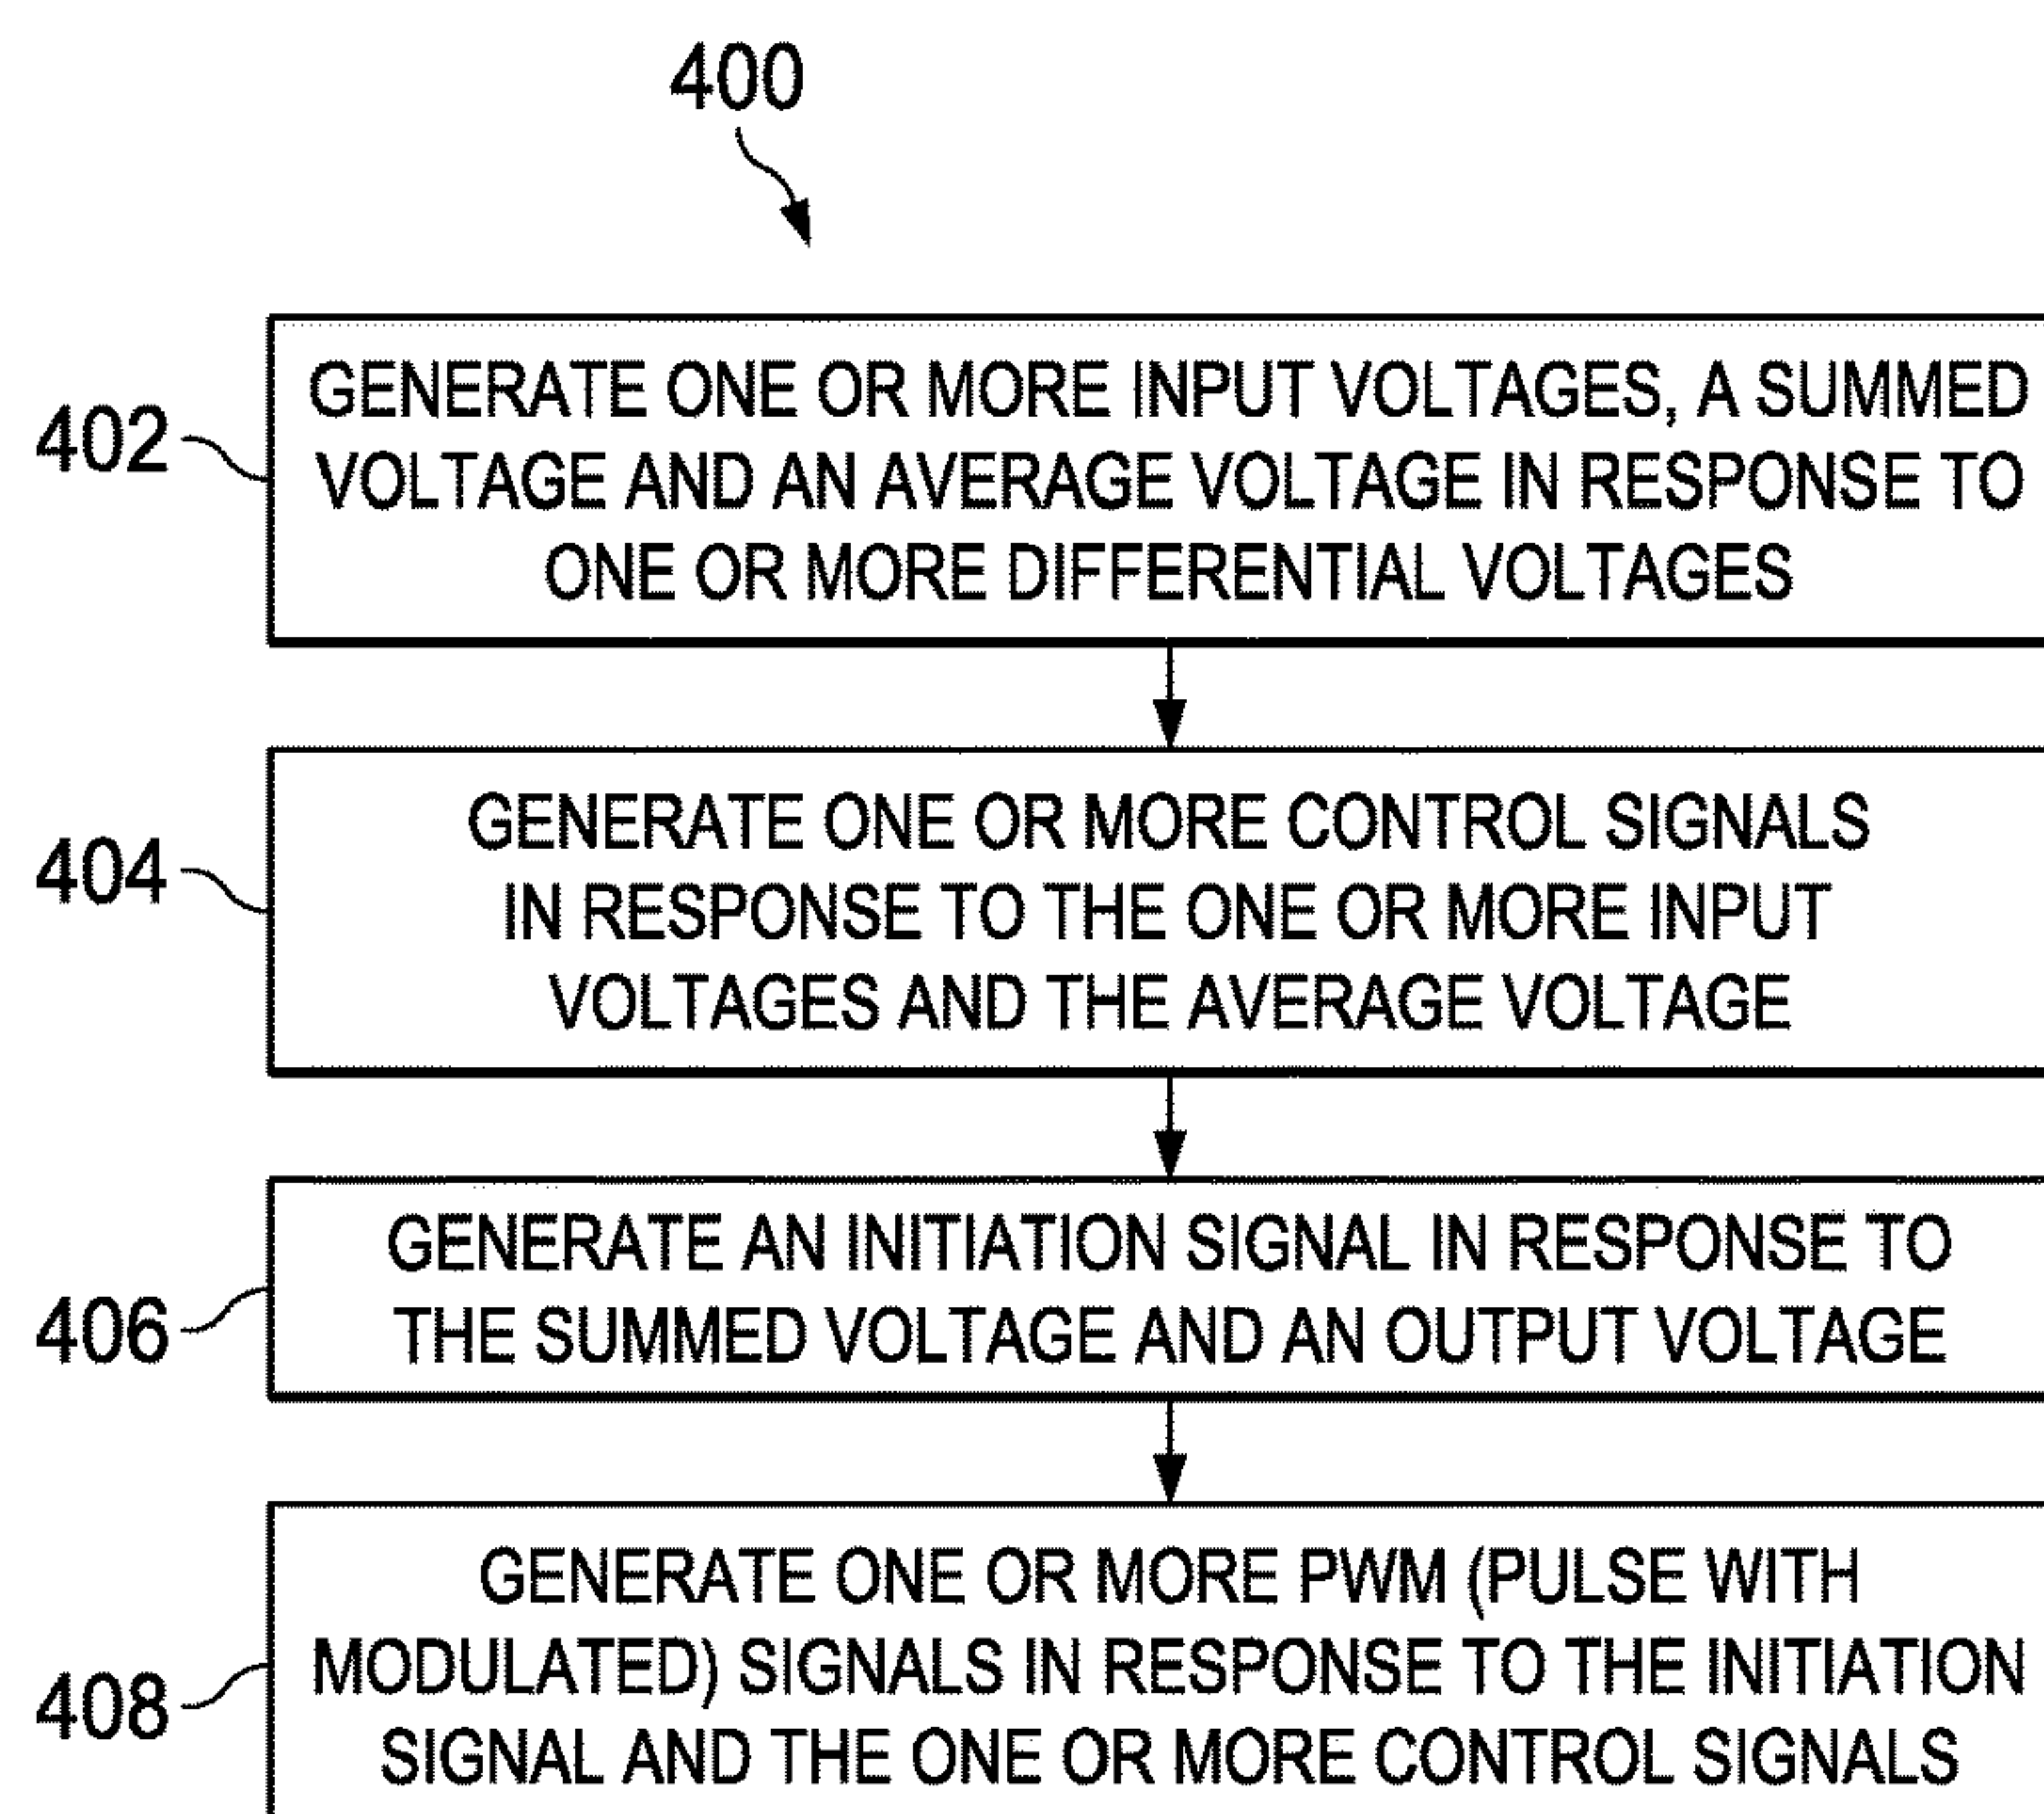 400
402
GENERATE ONE OR MORE INPUT VOLTAGES, A SUMMED
VOLTAGE AND AN AVERAGE VOLTAGE IN RESPONSE TO
ONE OR MORE DIFFERENTIAL VOLTAGES
404
GENERATE ONE OR MORE CONTROL SIGNALS
IN RESPONSE TO THE ONE OR MORE INPUT
VOLTAGES AND THE AVERAGE VOLTAGE
406
GENERATE AN INITIATION SIGNAL IN RESPONSE TO
THE SUMMED VOLTAGE AND AN OUTPUT VOLTAGE
408
GENERATE ONE OR MORE PWM (PULSE WITH
MODULATED) SIGNALS IN RESPONSE TO THE INITIATION
SIGNAL AND THE ONE OR MORE CONTROL SIGNALS